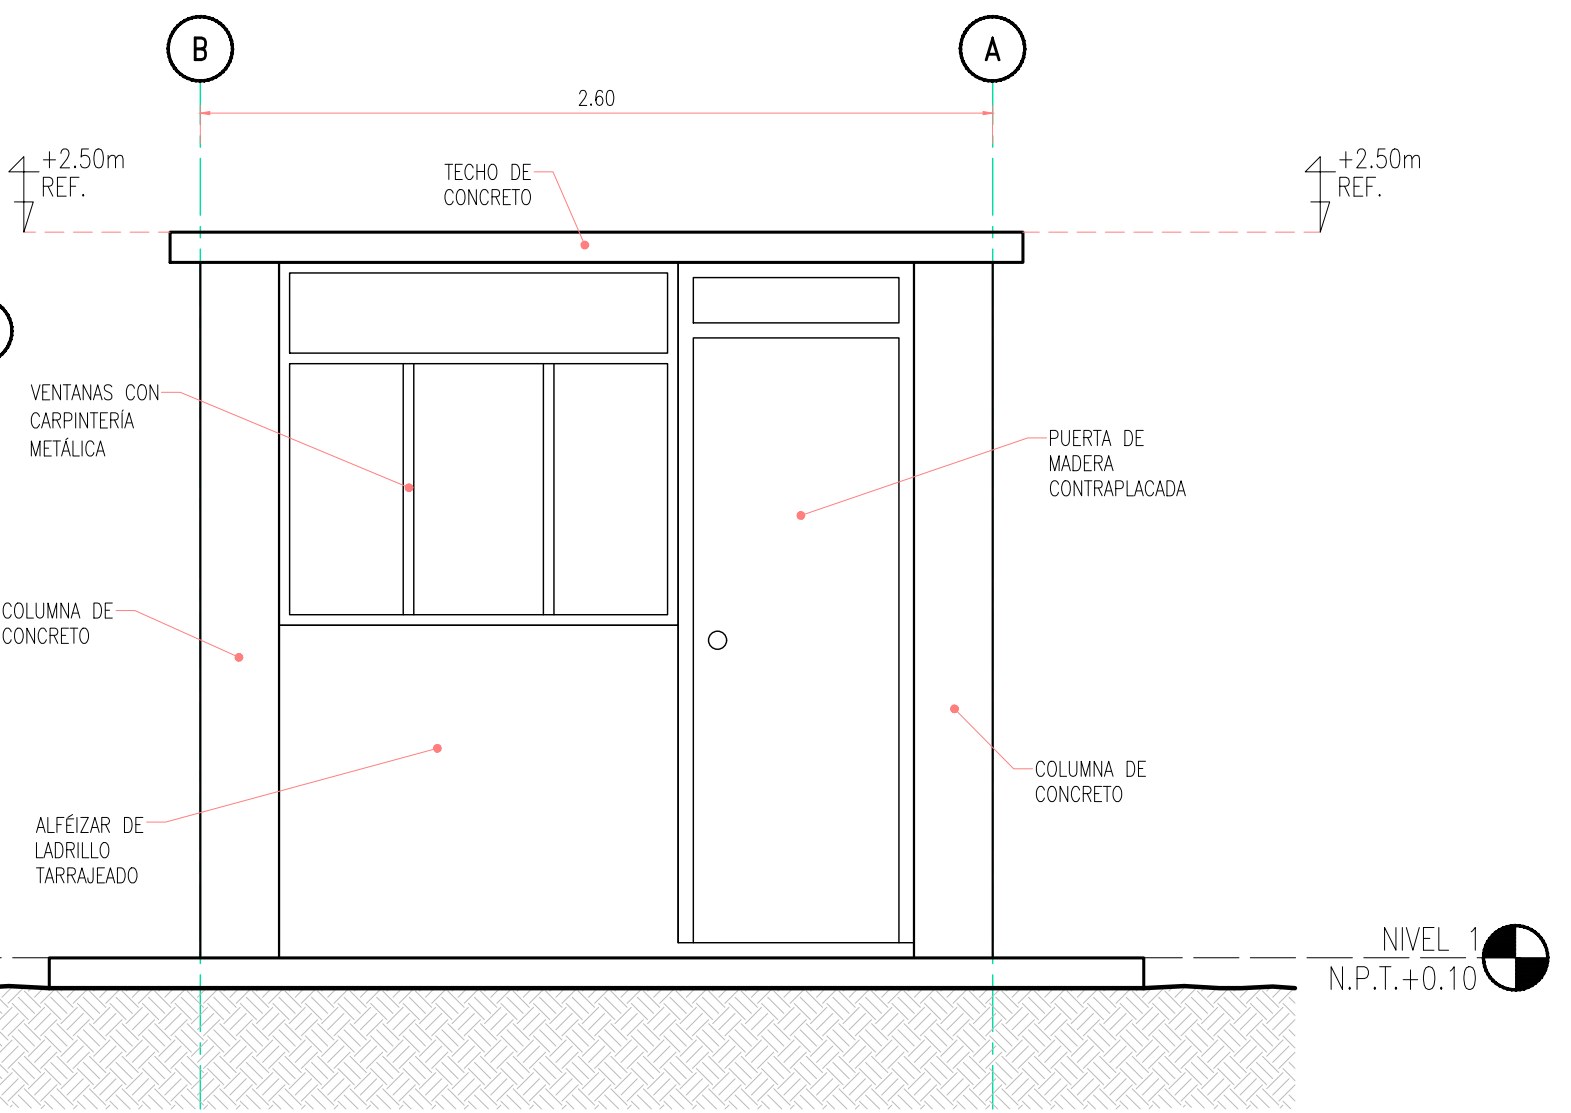 B
A
2.60
+2.50m
REF.
+2.50m
REF.
TECHO DE
CONCRETO
VENTANAS CON
CARPINTERÍA
METÁLICA
PUERTA DE
MADERA
CONTRAPLACADA
COLUMNA DE
CONCRETO
COLUMNA DE
CONCRETO
ALFÉIZAR DE
LADRILLO
TARRAJEADO
NIVEL 1
N.P.T.+0.10